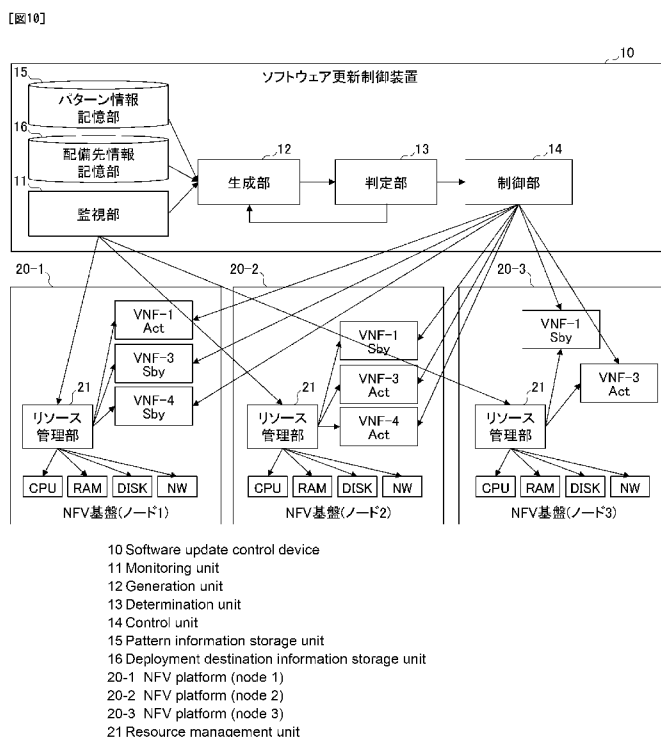 [図10]
10
ソフトウェア更新制御装置
15
パターン情報
記憶部
16
配備先情報
記憶部
11
監視部
12
生成部
13
判定部
14
制御部
20-1
VNF-1
Act
VNF-3
Sby
VNF-4
Sby
21
リソース
管理部
CPU
RAM
DISK
NW
NFV基盤(ノード1)
20-2
VNF-1
Sby
VNF-3
Act
VNF-4
Act
21
リソース
管理部
CPU
RAM
DISK
NW
NFV基盤(ノード2)
20-3
VNF-1
Sby
VNF-3
Act
21
リソース
管理部
CPU
RAM
DISK
NW
NFV基盤(ノード3)
10 Software update control device
11 Monitoring unit
12 Generation unit
13 Determination unit
14 Control unit
15 Pattern information storage unit
16 Deployment destination information storage unit
20-1 NFV platform (node 1)
20-2 NFV platform (node 2)
20-3 NFV platform (node 3)
21 Resource management unit